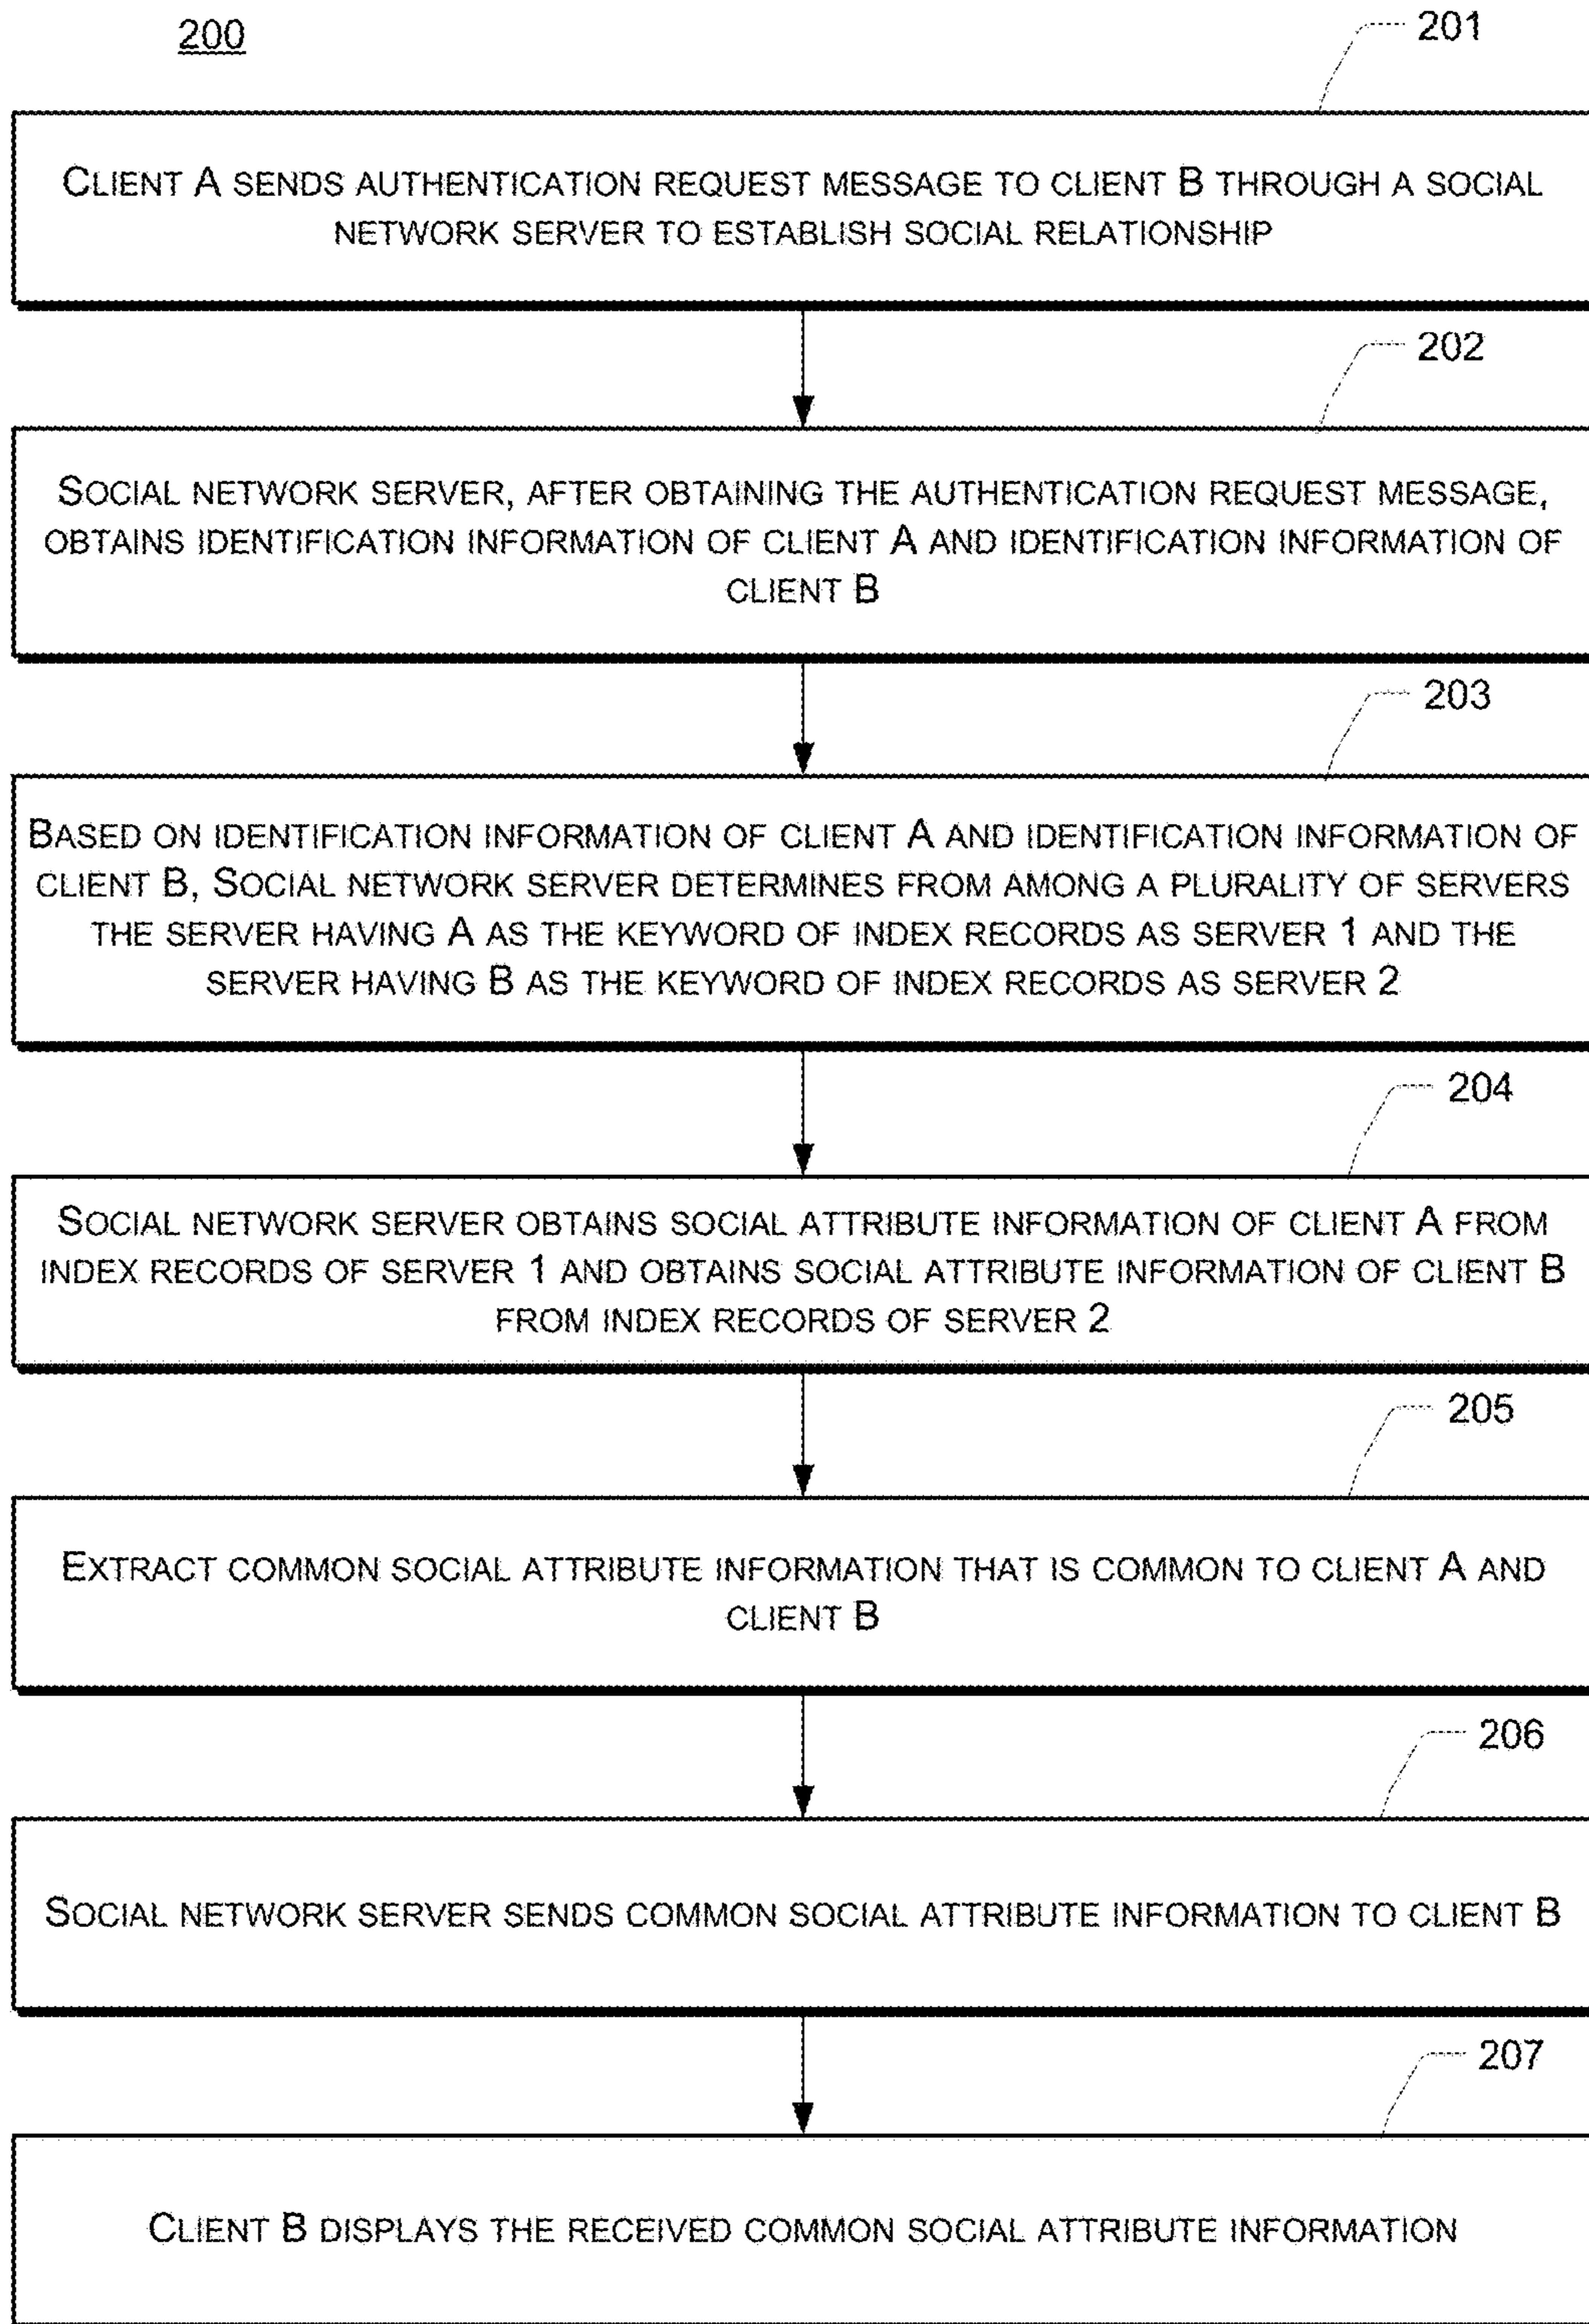 200
201
CLIENT A SENDS AUTHENTICATION REQUEST MESSAGE TO CLIENT B THROUGH A SOCIAL
NETWORK SERVER TO ESTABLISH SOCIAL RELATIONSHIP
202
SOCIAL NETWORK SERVER, AFTER OBTAINING THE AUTHENTICATION REQUEST MESSAGE,
OBTAINS IDENTIFICATION INFORMATION OF CLIENT A AND IDENTIFICATION INFORMATION OF
CLIENT B
203
BASED ON IDENTIFICATION INFORMATION OF CLIENT A AND IDENTIFICATION INFORMATION OF
CLIENT B, SOCIAL NETWORK SERVER DETERMINES FROM AMONG A PLURALITY OF SERVERS
THE SERVER HAVING A AS THE KEYWORD OF INDEX RECORDS AS SERVER 1 AND THE
SERVER HAVING B AS THE KEYWORD OF INDEX RECORDS AS SERVER 2
204
SOCIAL NETWORK SERVER OBTAINS SOCIAL ATTRIBUTE INFORMATION OF CLIENT A FROM
INDEX RECORDS OF SERVER 1 AND OBTAINS SOCIAL ATTRIBUTE INFORMATION OF CLIENT B
FROM INDEX RECORDS OF SERVER 2
205
EXTRACT COMMON SOCIAL ATTRIBUTE INFORMATION THAT IS COMMON TO CLIENT A AND
CLIENT B
206
SOCIAL NETWORK SERVER SENDS COMMON SOCIAL ATTRIBUTE INFORMATION TO CLIENT B
207
CLIENT B DISPLAYS THE RECEIVED COMMON SOCIAL ATTRIBUTE INFORMATION